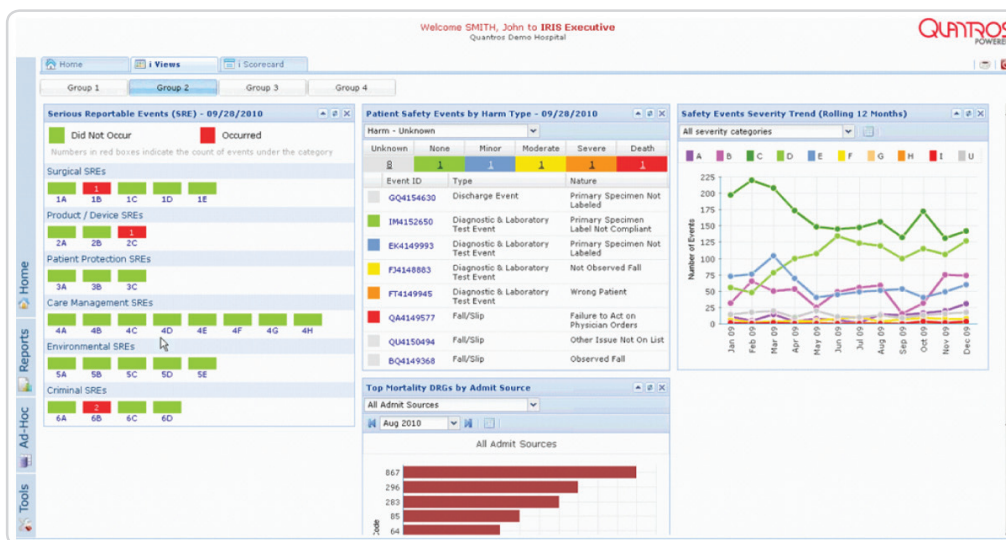 Welcome SMITH, John to IRIS Executive
Quantros Demo Hospital
QUANTROS
POWERED
Home
i Views
i Scorecard
Group 1
Group 2
Group 3
Group 4
Home
Reports
Ad-Hoc
Tools
Serious Reportable Events (SRE) - 09/28/2010
Did Not Occur
Occurred
Numbers in red boxes indicate the count of events under the category
Surgical SREs
1
1A 1B 1C 1D 1E
Product / Device SREs
1
2A 2B 2C
Patient Protection SREs
3A 3B 3C
Care Management SREs
4A 4B 4C 4D 4E 4F 4G 4H
Environmental SREs
5A 5B 5C 5D 5E
Criminal SREs
2
6A 6B 6C 6D
Patient Safety Events by Harm Type - 09/28/2010
Harm - Unknown
Unknown None Minor Moderate Severe Death
8 1 1 1 1 1
Event ID Type Nature
GQ4154630 Discharge Event Primary Specimen Not
Labeled
IM4152650 Diagnostic & Laboratory Primary Specimen
Test Event Label Not Compliant
EK4149993 Diagnostic & Laboratory Primary Specimen Not
Test Event Labeled
FJ4148883 Diagnostic & Laboratory Not Observed Fall
Test Event
FT4149945 Diagnostic & Laboratory Wrong Patient
Test Event
QA4149577 Fall/Slip Failure to Act on
Physician Orders
QU4150494 Fall/Slip Other Issue Not On List
BQ4149368 Fall/Slip Observed Fall
Top Mortality DRGs by Admit Source
All Admit Sources
Aug 2010
All Admit Sources
867
296
283
85
64
Code
Safety Events Severity Trend (Rolling 12 Months)
All severity categories
A B C D E F G H I U
225
200
175
150
125
100
75
50
25
0
Number of Events
Jan 09 Feb 09 Mar 09 Apr 09 May 09 Jun 09 Jul 09 Aug 09 Sep 09 Oct 09 Nov 09 Dec 09